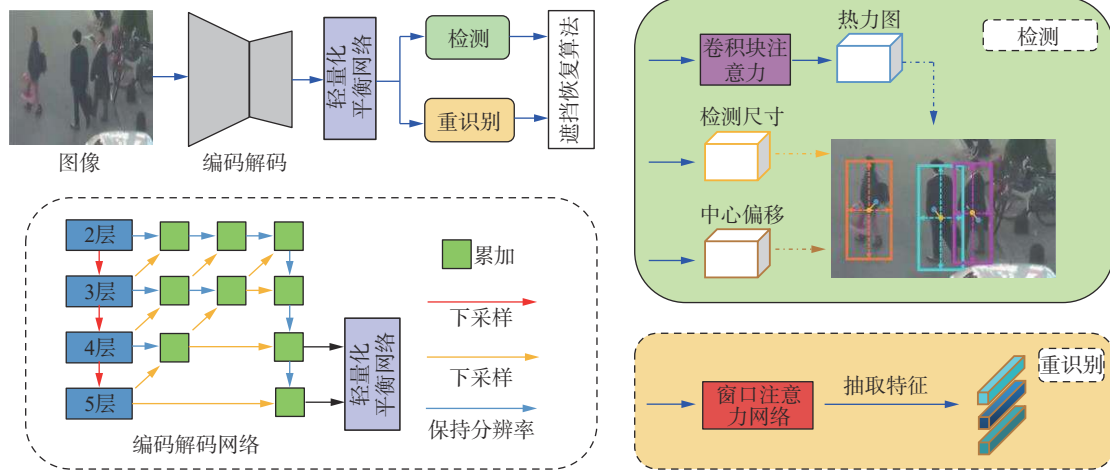 图像
编码解码
轻量化
平衡网络
检测
重识别
遮挡恢复算法
2层
3层
4层
5层
累加
下采样
下采样
保持分辨率
轻量化
平衡网络
编码解码网络
检测
卷积块注
意力
热力图
检测尺寸
中心偏移
重识别
窗口注意
力网络
抽取特征